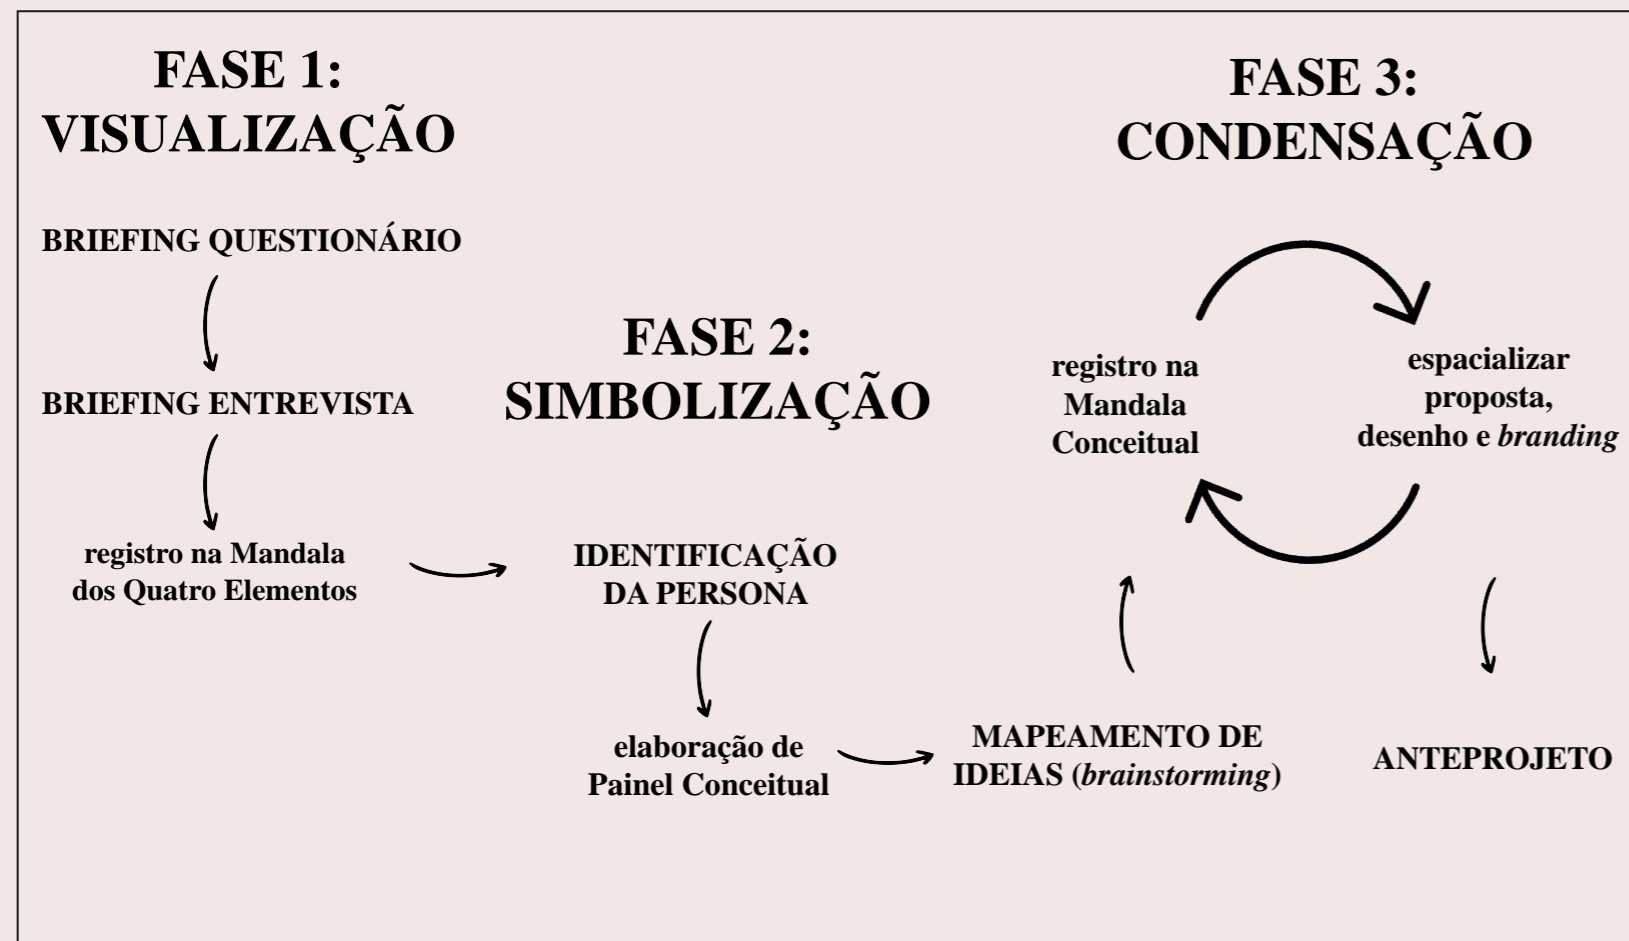 FASE 1:
VISUALIZAÇÃO
BRIEFING QUESTIONÁRIO
BRIEFING ENTREVISTA
registro na Mandala
dos Quatro Elementos
FASE 2:
SIMBOLIZAÇÃO
IDENTIFICAÇÃO
DA PERSONA
elaboração de
Painel Conceitual
MAPEAMENTO DE
IDEIAS (brainstorming)
FASE 3:
CONDENSAÇÃO
registro na
Mandala
Conceitual
espacializar
proposta,
desenho e branding
ANTEPROJETO